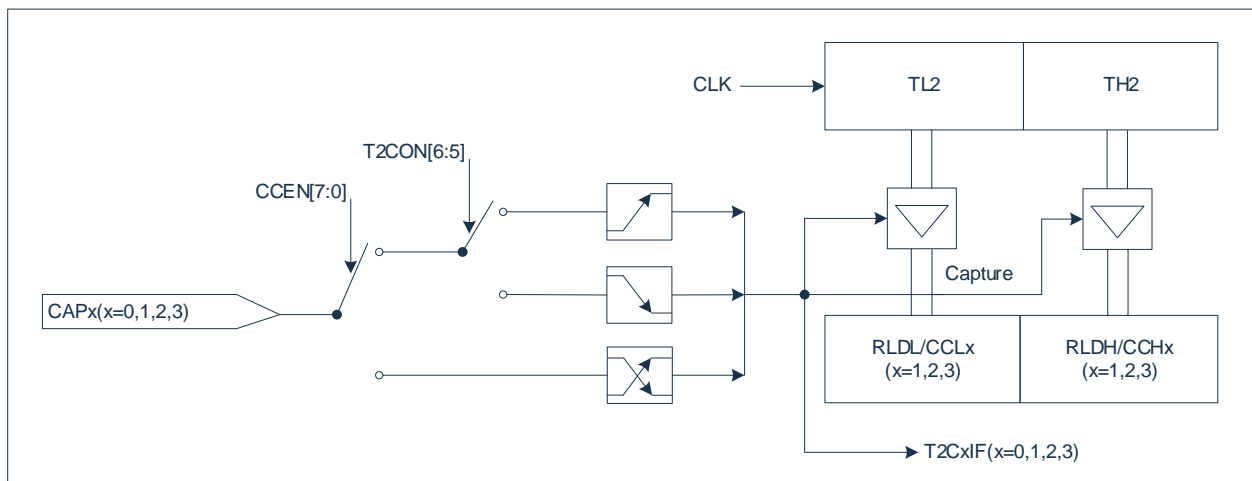 CLK
TL2
TH2
T2CON[6:5]
CCEN[7:0]
Capture
CAPx(x=0,1,2,3)
RLDL/CCLx
(x=1,2,3)
RLDH/CCHx
(x=1,2,3)
T2CxIF(x=0,1,2,3)